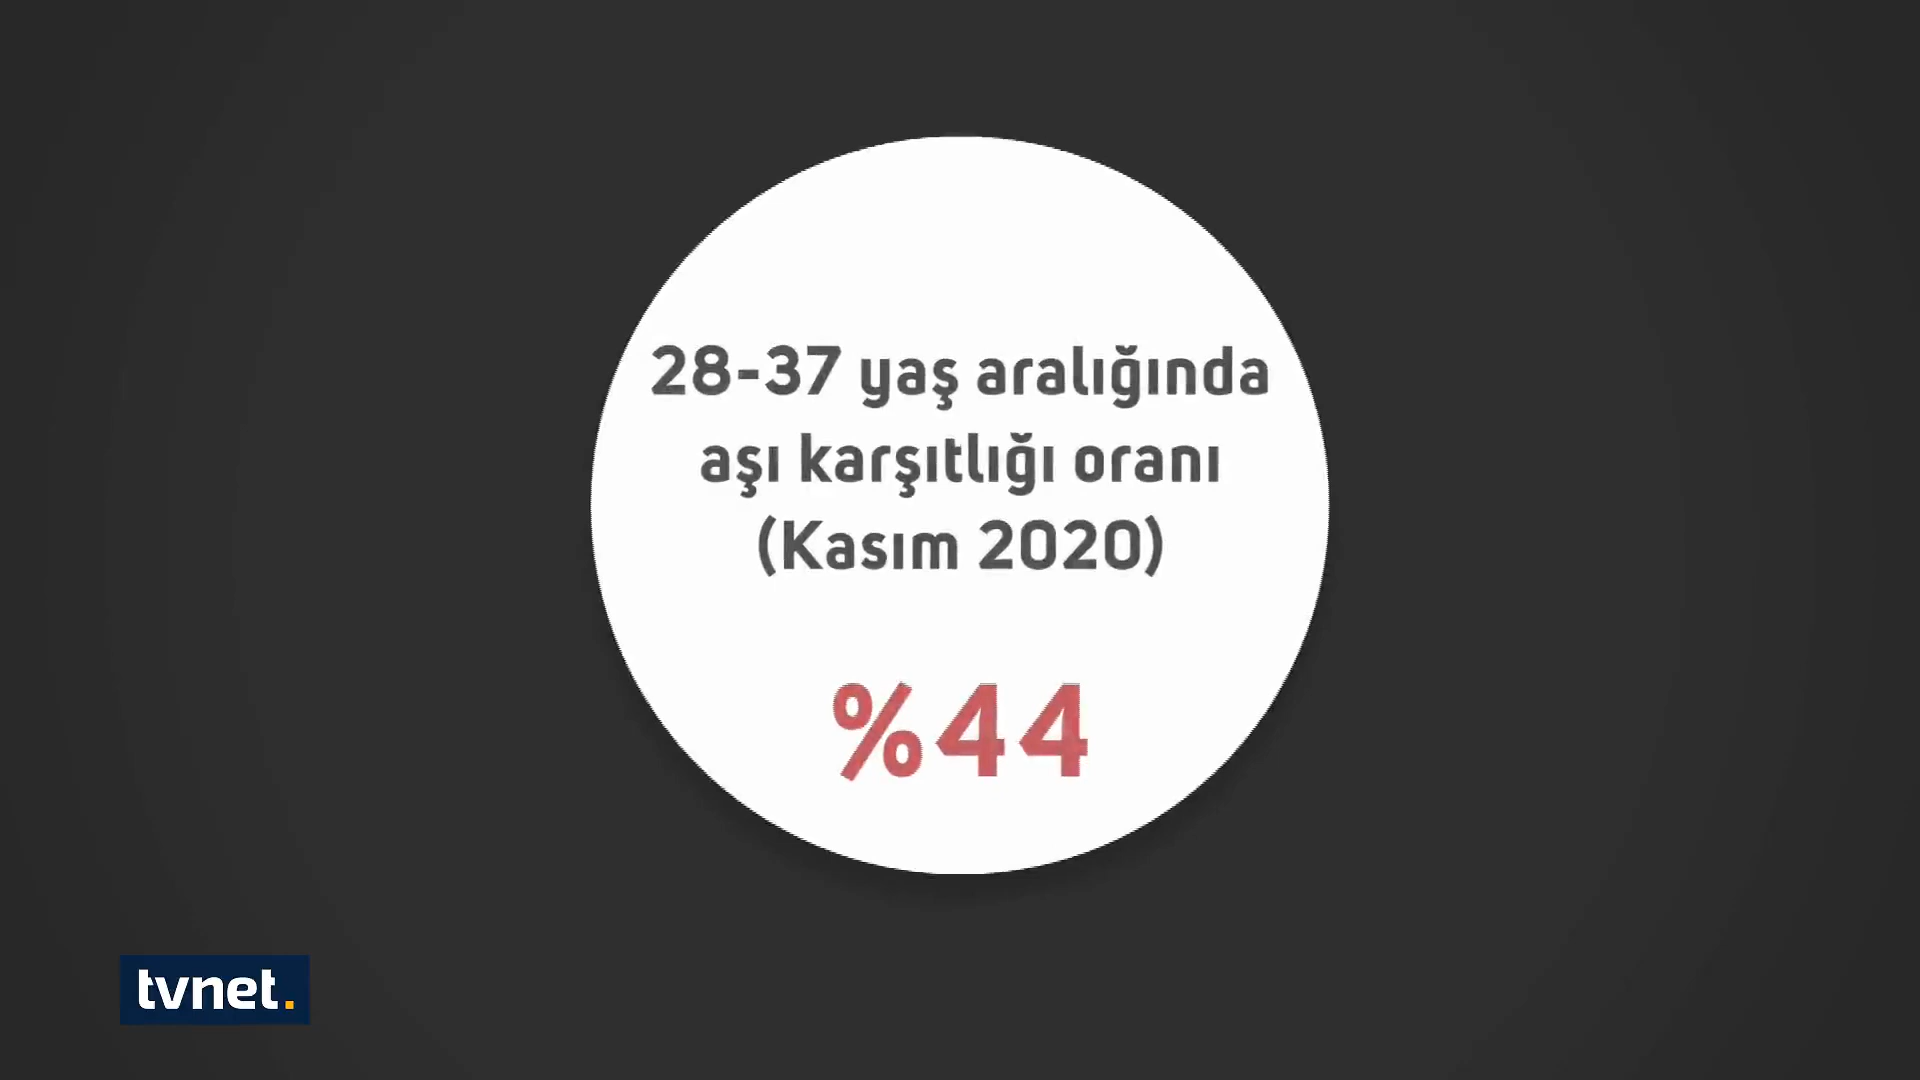 28-37 yaş aralığında
aşı karşıtlığı oranı
(Kasım 2020)
%44
tvnet.